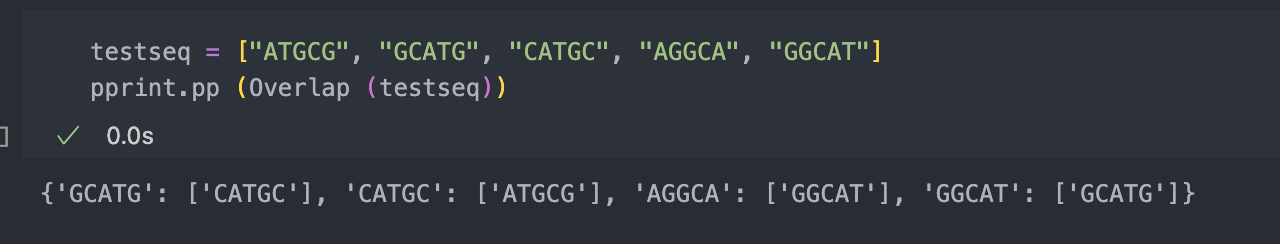 testseq = ["ATGCG", "GCATG", "CATGC", "AGGCA", "GGCAT"]
pprint.pp (Overlap (testseq))
✓ 0.0s
{'GCATG': ['CATGC'], 'CATGC': ['ATGCG'], 'AGGCA': ['GGCAT'], 'GGCAT': ['GCATG']}